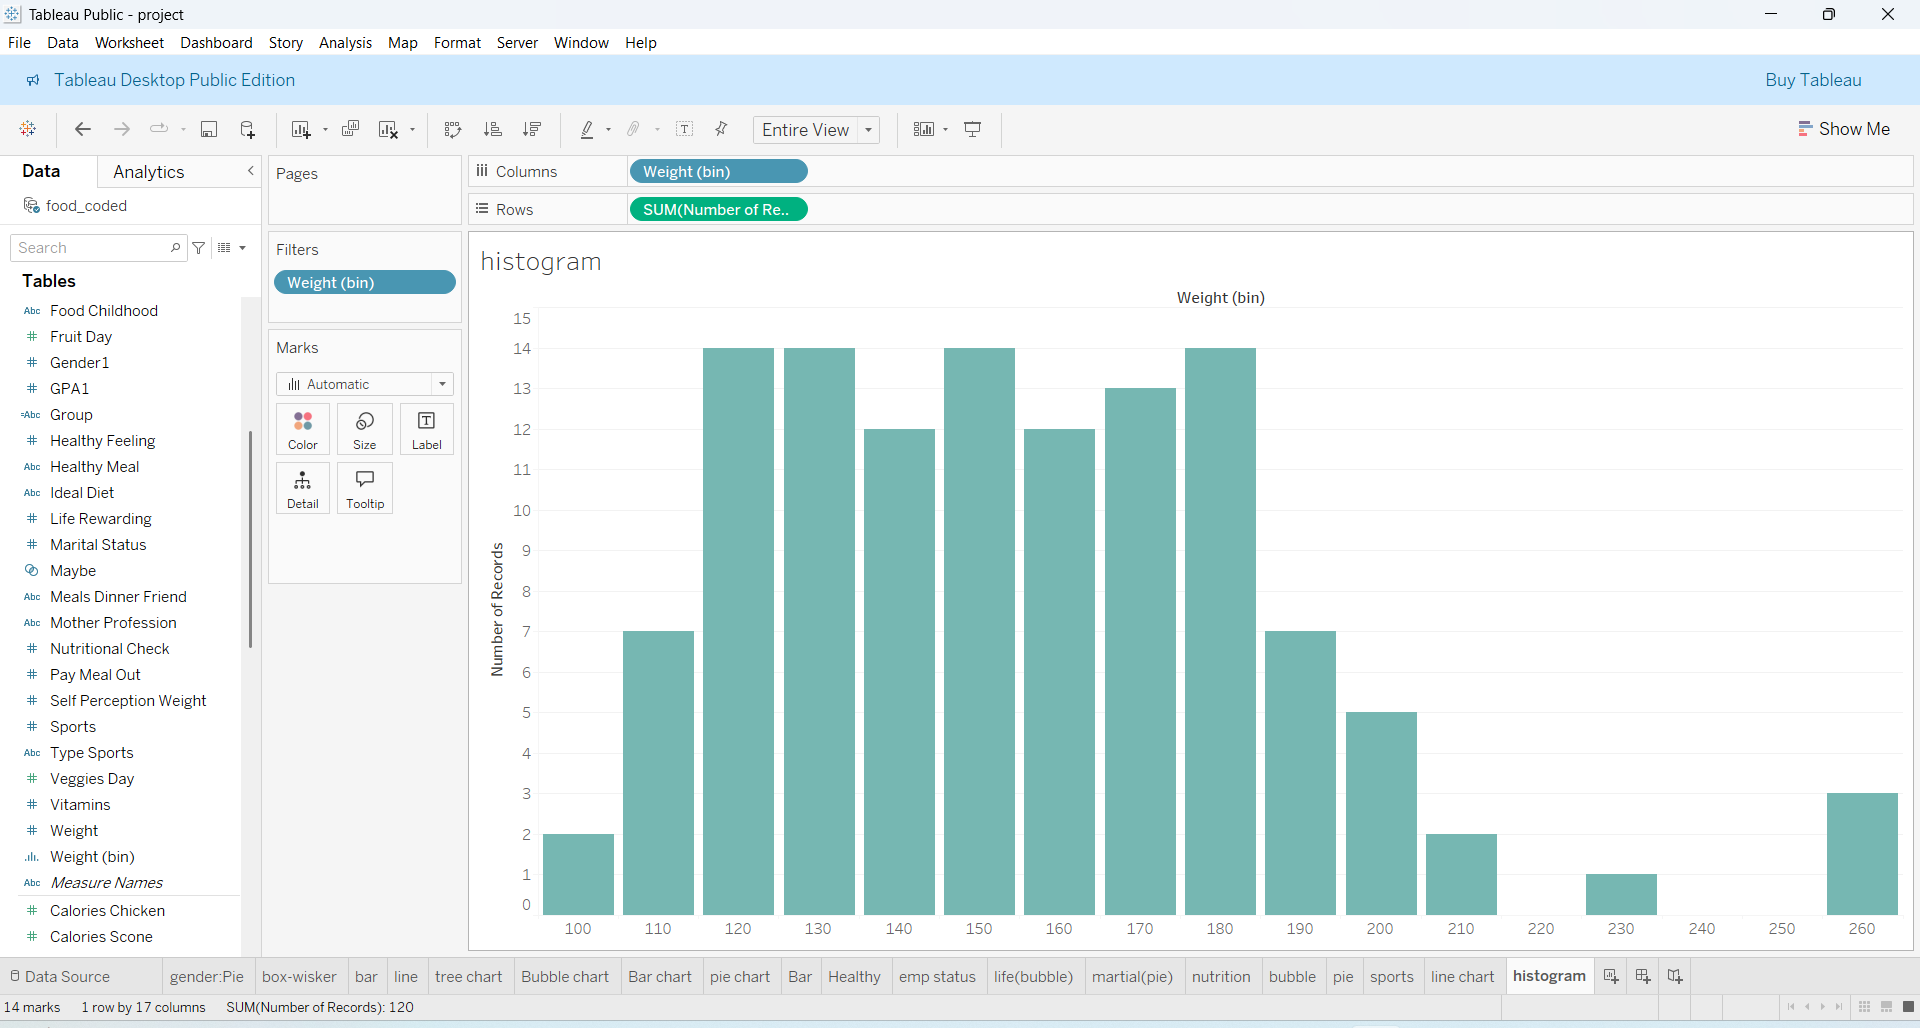 Tableau Public - project
File Data Worksheet Dashboard Story Analysis Map Format Server Window Help
Tableau Desktop Public Edition Buy Tableau
Entire View Show Me
Data Analytics
food_coded
Search
Tables
Abc Food Childhood
# Fruit Day
# Gender1
# GPA1
=Abc Group
# Healthy Feeling
Abc Healthy Meal
Abc Ideal Diet
# Life Rewarding
# Marital Status
Maybe
Abc Meals Dinner Friend
Abc Mother Profession
# Nutritional Check
# Pay Meal Out
# Self Perception Weight
# Sports
Abc Type Sports
# Veggies Day
# Vitamins
# Weight
Weight (bin)
Abc Measure Names
# Calories Chicken
# Calories Scone
Pages
Filters
Weight (bin)
Marks
Automatic
Color Size Label
Detail Tooltip
Columns Weight (bin)
Rows SUM(Number of Re..
histogram
Weight (bin)
Number of Records
15
14
13
12
11
10
9
8
7
6
5
4
3
2
1
0
100 110 120 130 140 150 160 170 180 190 200 210 220 230 240 250 260
Data Source gender:Pie box-wisker bar line tree chart Bubble chart Bar chart pie chart Bar Healthy emp status life(bubble) martial(pie) nutrition bubble pie sports line chart histogram
14 marks 1 row by 17 columns SUM(Number of Records): 120